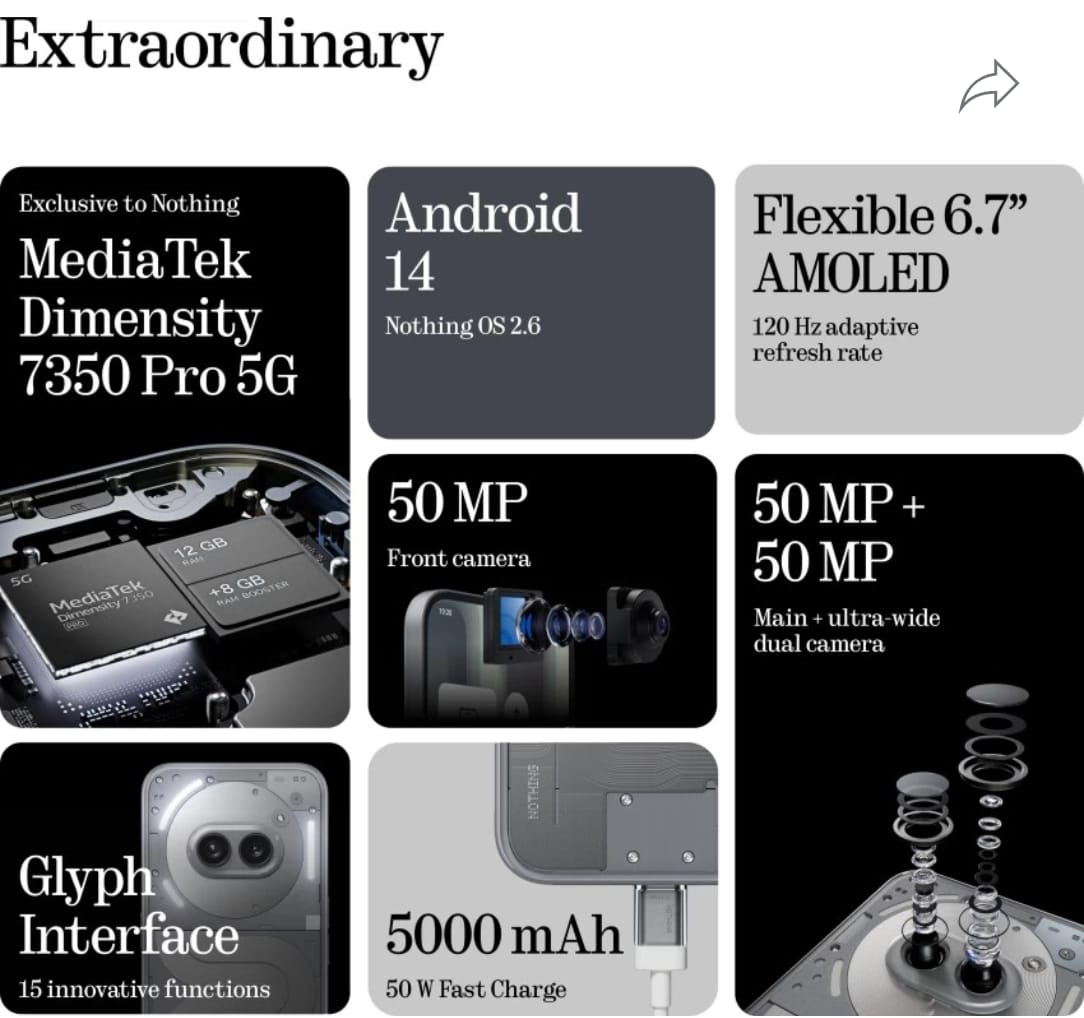 Extraordinary
Exclusive to Nothing
MediaTek
Dimensity
7350 Pro 5G
5G
MediaTek
Dimensity 7350
PRO
12 GB
RAM
+8 GB
RAM BOOSTER
Android
14
Nothing OS 2.6
Flexible 6.7”
AMOLED
120 Hz adaptive
refresh rate
50 MP
Front camera
50 MP +
50 MP
Main + ultra-wide
dual camera
Glyph
Interface
15 innovative functions
NOTHING
5000 mAh
50 W Fast Charge